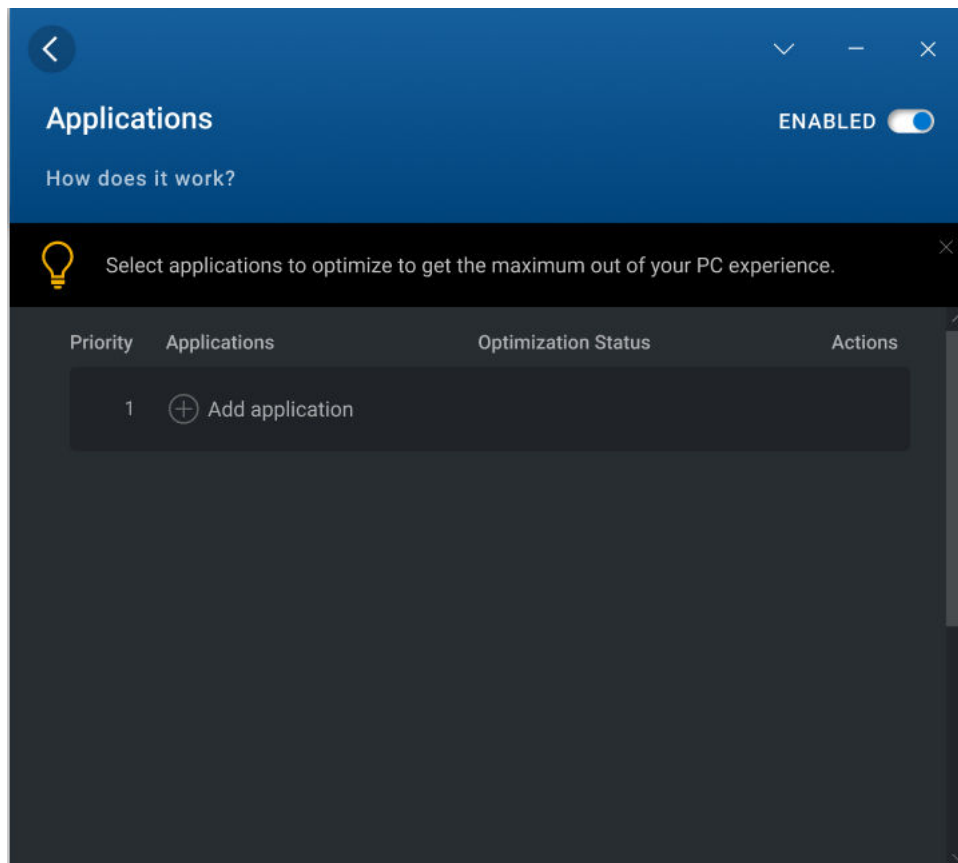 Applications
ENABLED
How does it work?
Select applications to optimize to get the maximum out of your PC experience.
Priority Applications Optimization Status Actions
1 Add application